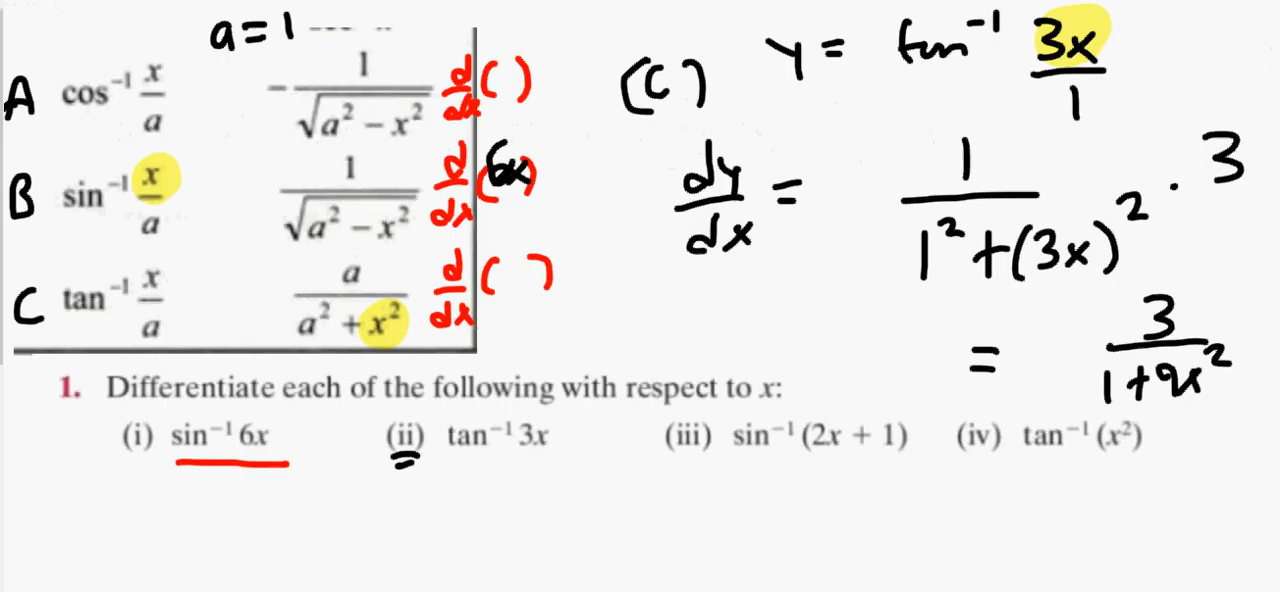 a = 1
A cos⁻¹ x/a −1/√(a² − x²) d/dx ( )
B sin⁻¹ x/a 1/√(a² − x²) d/dx (6x)
C tan⁻¹ x/a a/(a² + x²) d/dx ( )
(C) y = tan⁻¹ 3x/1
dy/dx = 1/(1² + (3x)²) · 3
= 3/(1 + 9x²)
1. Differentiate each of the following with respect to x:
(i) sin⁻¹ 6x (ii) tan⁻¹ 3x (iii) sin⁻¹ (2x + 1) (iv) tan⁻¹ (x²)